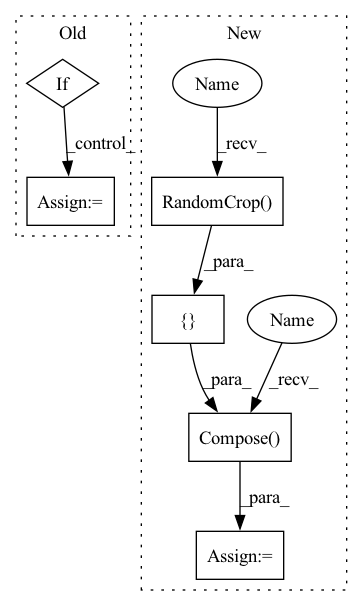 Old
New
If
Name
_control_
_recv_
Assign:=
RandomCrop()
_para_
{}
Name
_para_
_recv_
Compose()
_para_
Assign:=